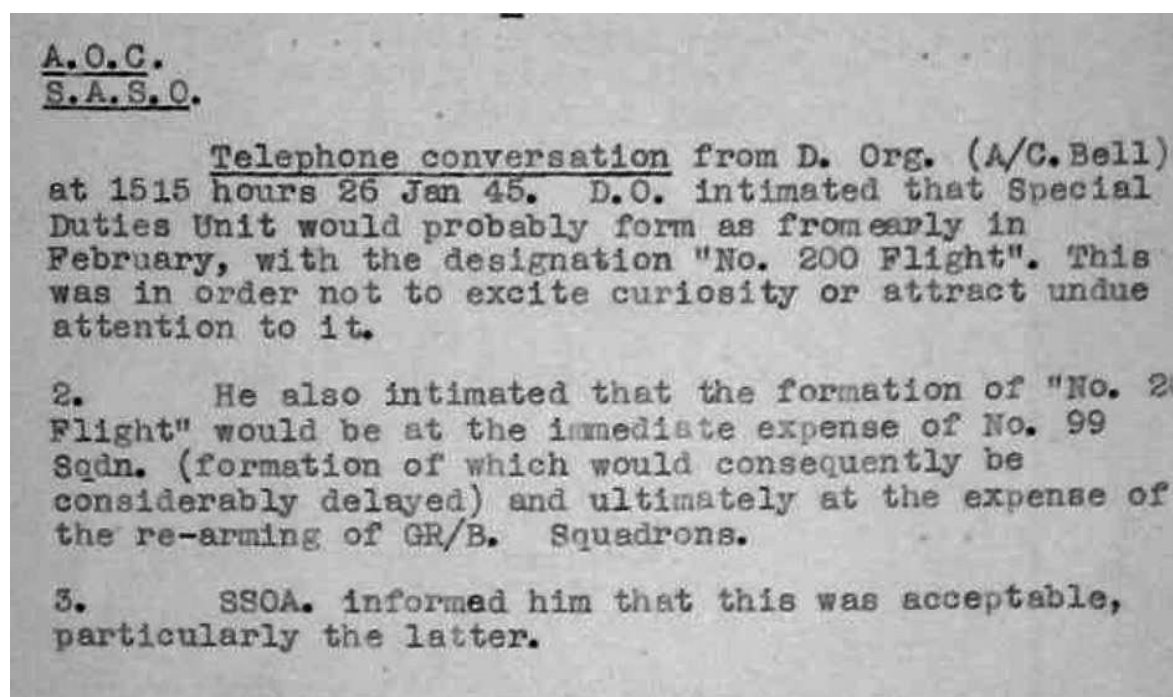 A.O.C.
S.A.S.O.
Telephone conversation from D. Org. (A/C.Bell)
at 1515 hours 26 Jan 45. D.O. intimated that Special
Duties Unit would probably form as from early in
February, with the designation "No. 200 Flight". This
was in order not to excite curiosity or attract undue
attention to it.
2. He also intimated that the formation of "No. 2
Flight" would be at the immediate expense of No. 99
Sqdn. (formation of which would consequently be
considerably delayed) and ultimately at the expense of
the re-arming of GR/B. Squadrons.
3. SSOA. informed him that this was acceptable,
particularly the latter.